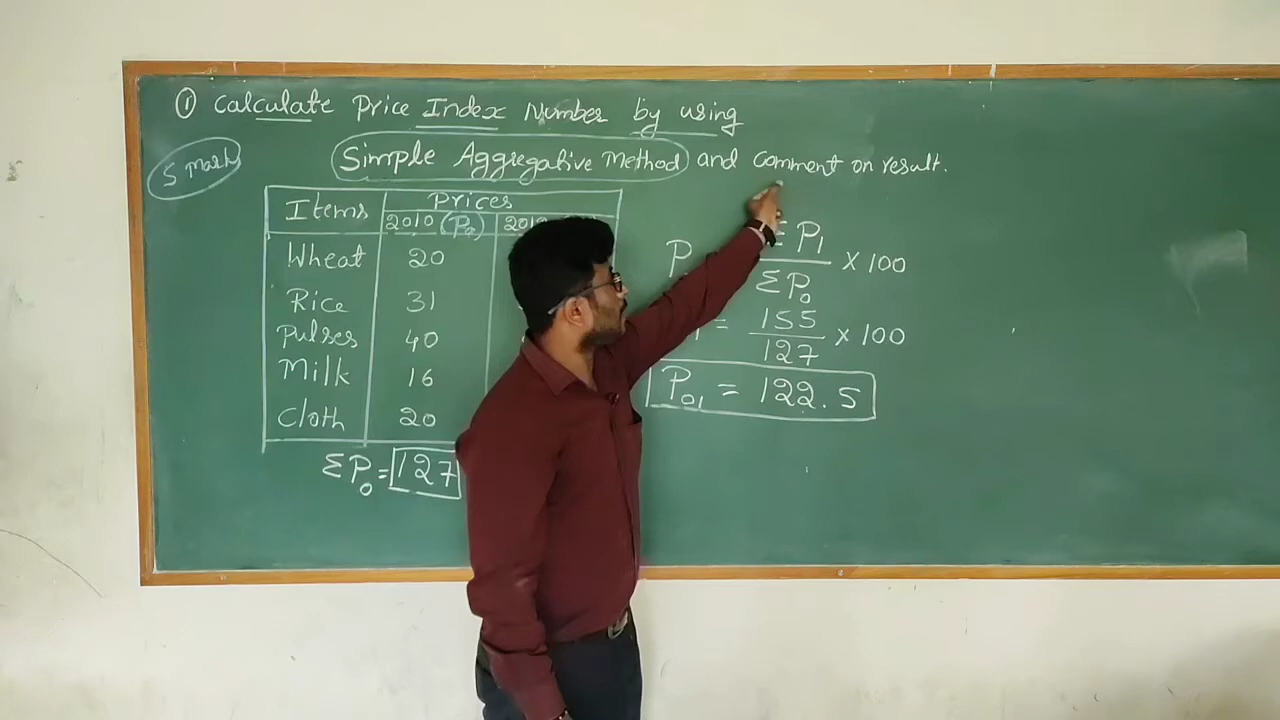 ① Calculate Price Index Number by using
5 mark
Simple Aggregative Method and comment on result.
Items Prices
2010 (P₀)
Wheat 20
Rice 31
Pulses 40
Milk 16
Cloth 20
ΣP₀ = 127
P ΣP₁ / ΣP₀ × 100
= 155 / 127 × 100
P₀₁ = 122.5